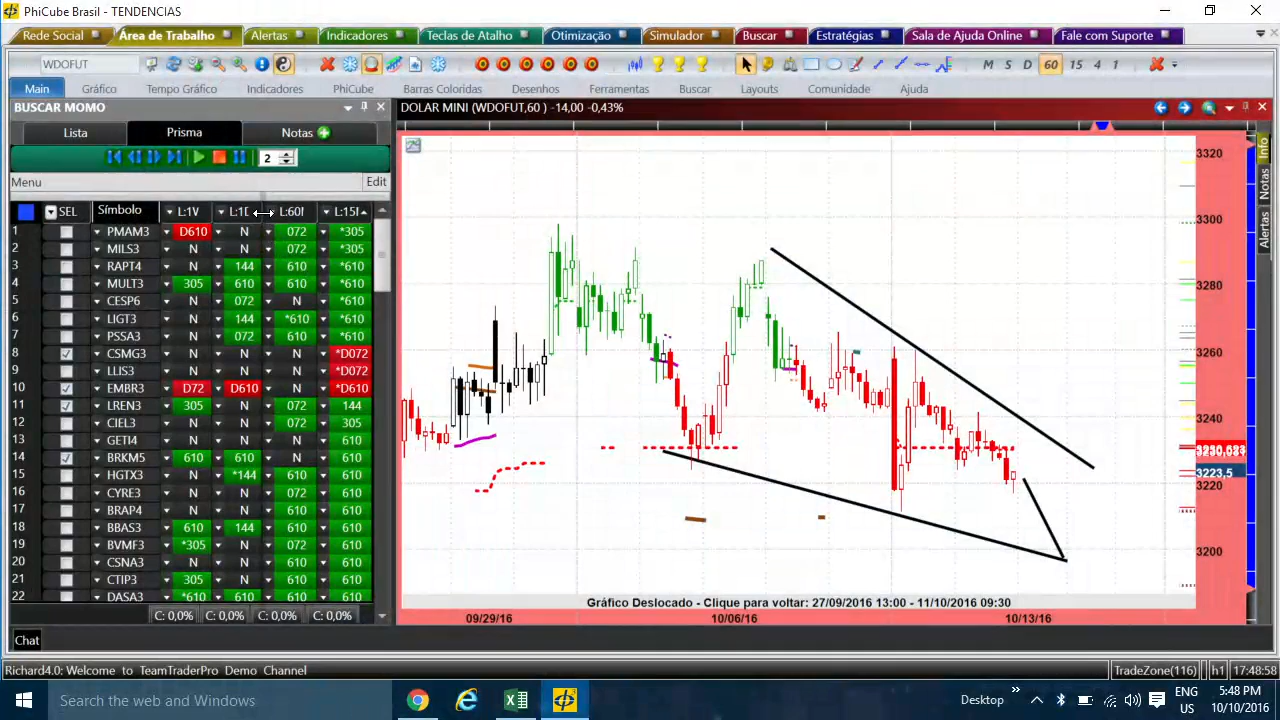 PhiCube Brasil - TENDENCIAS
Rede Social Área de Trabalho Alertas Indicadores Teclas de Atalho Otimização Simulador Buscar Estratégias Sala de Ajuda Online Fale com Suporte
WDOFUT M S D 60 15 4 1
Main Gráfico Tempo Gráfico Indicadores PhiCube Barras Coloridas Desenhos Ferramentas Buscar Layouts Comunidade Ajuda
BUSCAR MOMO
DOLAR MINI (WDOFUT,60 ) -14,00 -0,43%
Lista Prisma Notas
2
Menu Edit
SEL Símbolo L:1V L:60I L:15I
1 PMAM3 D610 N 072 *305
2 MILS3 N N 072 *305
3 RAPT4 N 144 610 *610
4 MULT3 305 610 610 *610
5 CESP6 N 072 N *610
6 LIGT3 N 144 *610 *610
7 PSSA3 N 072 610 *610
8 CSMG3 N N N *D072
9 LLIS3 N N N *D072
10 EMBR3 D72 D610 N *D610
11 LREN3 305 N 072 144
12 CIEL3 N N 072 305
13 GETI4 N N N 610
14 BRKM5 610 610 N 610
15 HGTX3 N *144 610 610
16 CYRE3 N N 072 610
17 BRAP4 N N 610 610
18 BBAS3 610 144 610 610
19 BVMF3 *305 N 072 610
20 CSNA3 N N 610 610
21 CTIP3 305 N 610 610
22 DASA3 *610 610 610 610
C: 0,0% C: 0,0% C: 0,0% C: 0,0%
3320
3300
3280
3260
3240
3223,5
3220
3200
Gráfico Deslocado - Clique para voltar: 27/09/2016 13:00 - 11/10/2016 09:30
09/29/16 10/06/16 10/13/16
Info
Notas
Alertas
Chat
Richard4.0: Welcome to TeamTraderPro Demo Channel TradeZone(116) h1 17:48:58
Search the web and Windows
Desktop
ENG
US
5:48 PM
10/10/2016